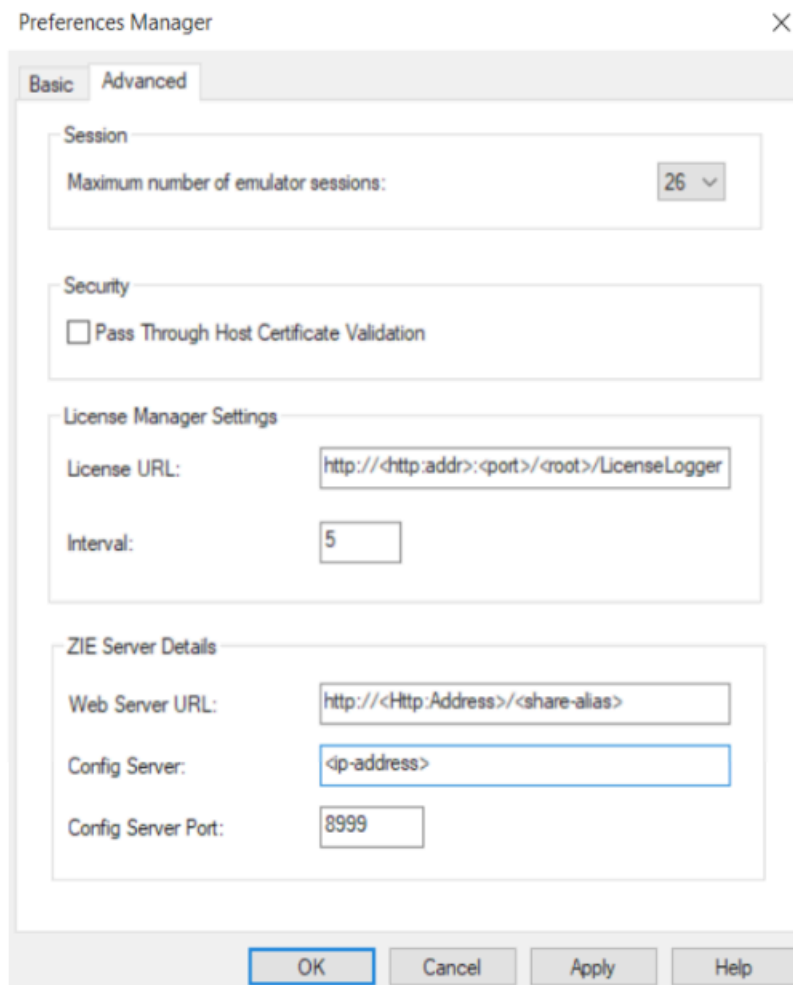 Preferences Manager
Basic
Advanced
Session
Maximum number of emulator sessions:
26
Security
Pass Through Host Certificate Validation
License Manager Settings
License URL:
http://<http:addr>:<port>/<root>/LicenseLogger
Interval:
5
ZIE Server Details
Web Server URL:
http://<Http:Address>/<share-alias>
Config Server:
<ip-address>
Config Server Port:
8999
OK
Cancel
Apply
Help